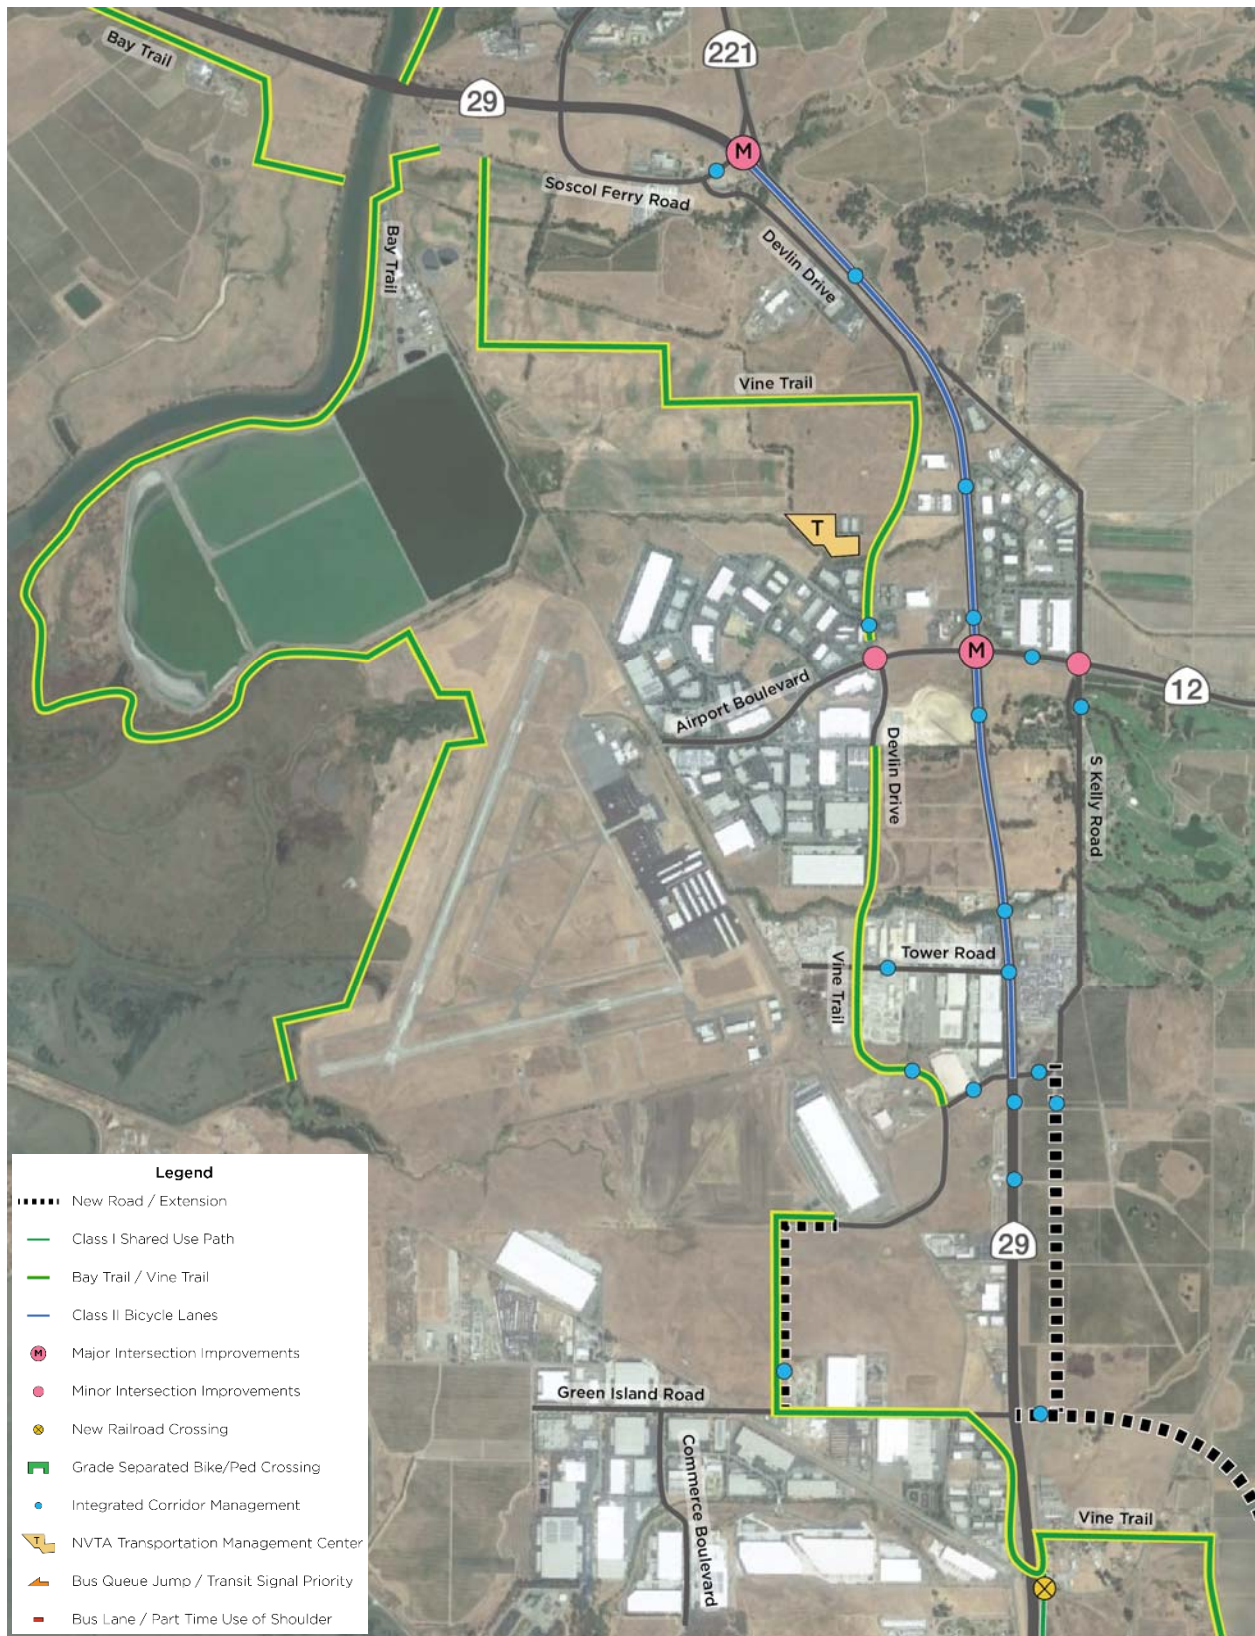 Bay Trail
221
29
M
Soscol Ferry Road
Bay Trail
Devlin Drive
Vine Trail
T
M
12
Airport Boulevard
Devlin Drive
S Kelly Road
Tower Road
Vine Trail
29
Green Island Road
Commerce Boulevard
Vine Trail
Legend
New Road / Extension
Class I Shared Use Path
Bay Trail / Vine Trail
Class II Bicycle Lanes
M Major Intersection Improvements
Minor Intersection Improvements
New Railroad Crossing
Grade Separated Bike/Ped Crossing
Integrated Corridor Management
T NVTA Transportation Management Center
Bus Queue Jump / Transit Signal Priority
Bus Lane / Part Time Use of Shoulder